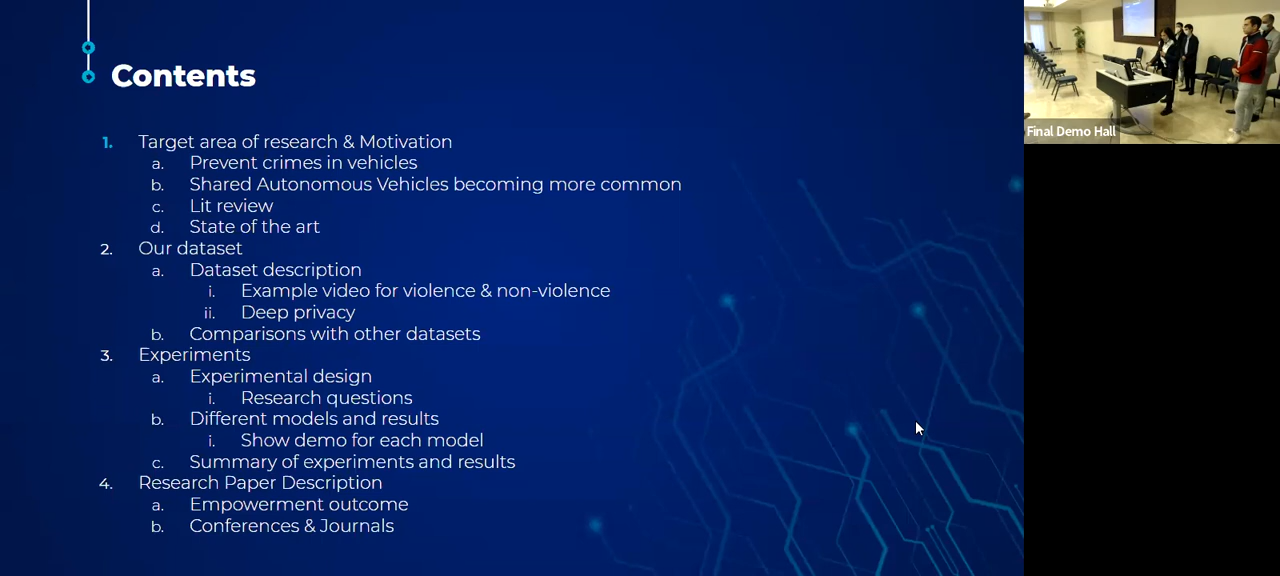 Contents
1. Target area of research & Motivation
a. Prevent crimes in vehicles
b. Shared Autonomous Vehicles becoming more common
c. Lit review
d. State of the art
2. Our dataset
a. Dataset description
i. Example video for violence & non-violence
ii. Deep privacy
b. Comparisons with other datasets
3. Experiments
a. Experimental design
i. Research questions
b. Different models and results
i. Show demo for each model
c. Summary of experiments and results
4. Research Paper Description
a. Empowerment outcome
b. Conferences & Journals
Final Demo Hall